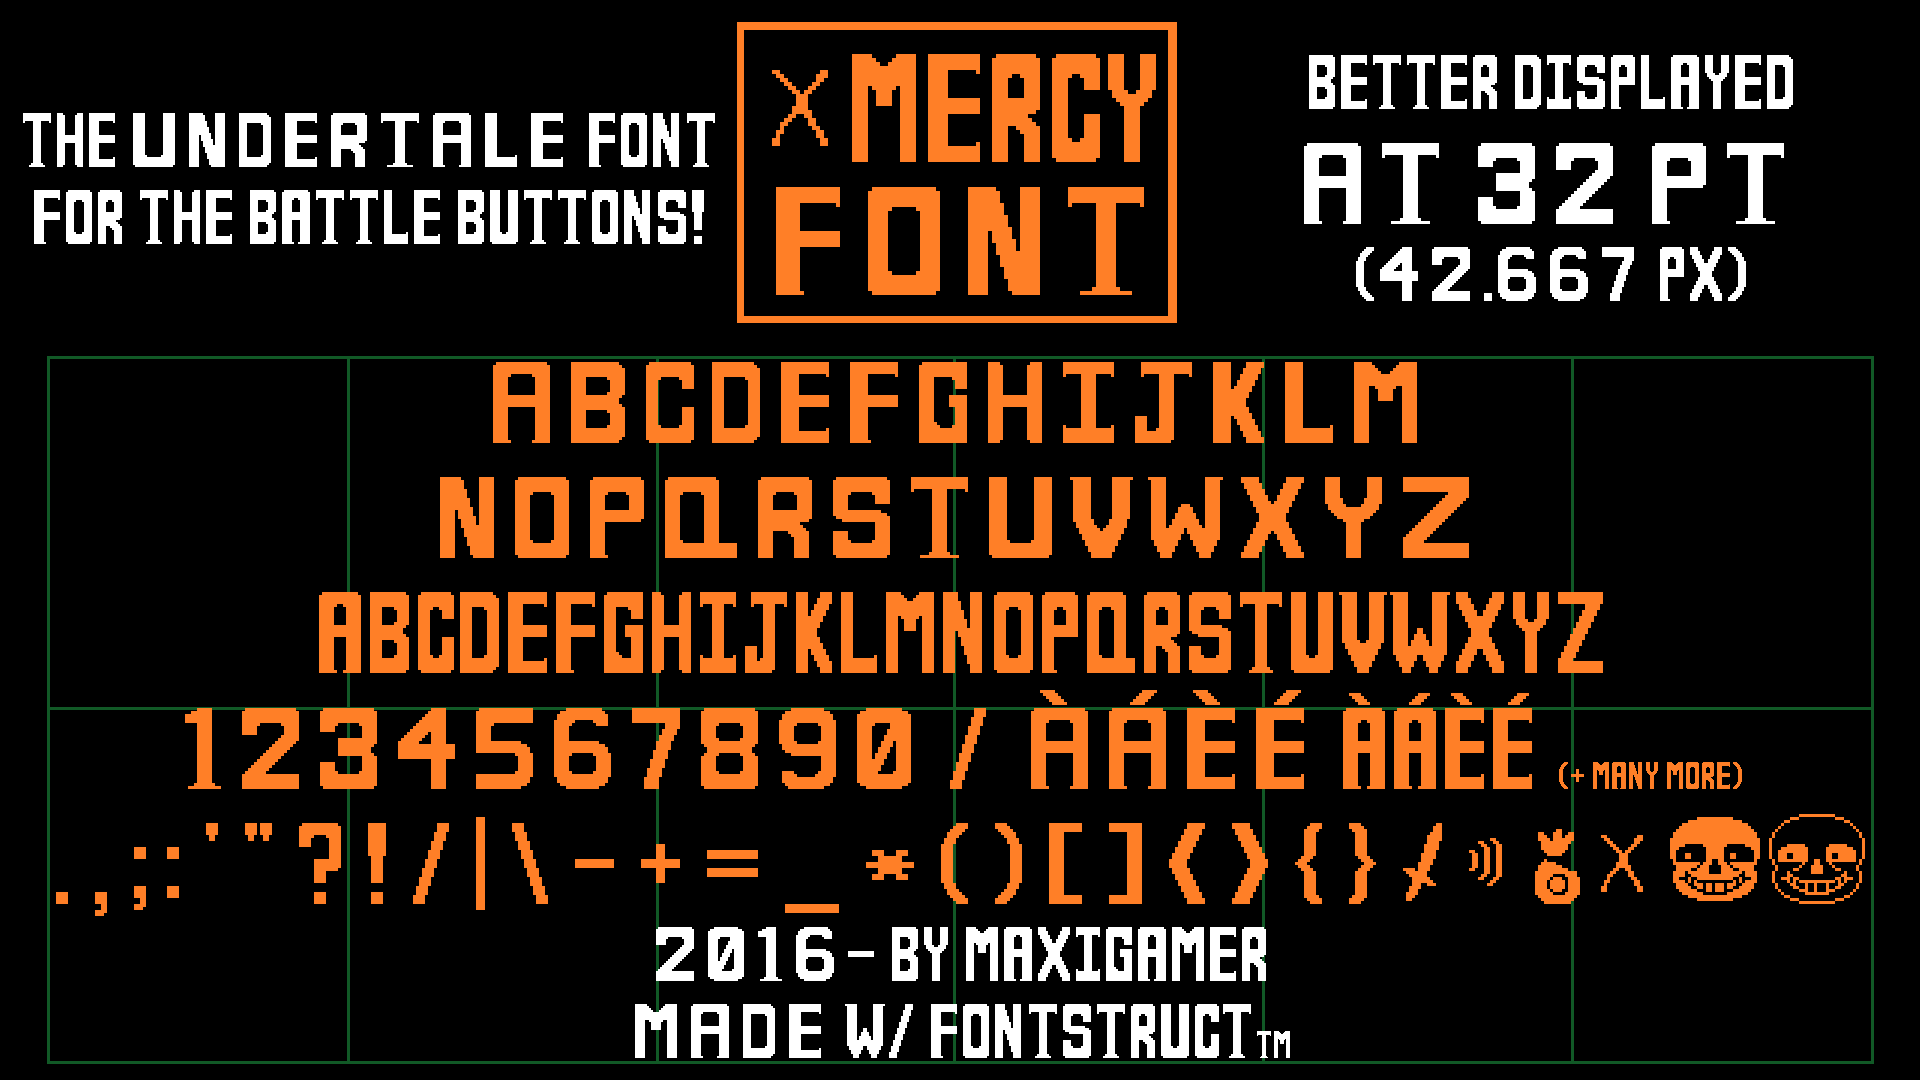 THE UNDERTALE FONT
FOR THE BATTLE BUTTONS!
MERCY
FONT
BETTER DISPLAYED
AT 32 PT
(42.667 PX)
ABCDEFGHIJKLM
NOPQRSTUVWXYZ
ABCDEFGHIJKLMNOPQRSTUVWXYZ
1234567890 / ÀÁÈÉ ÀÁÈÉ (+ MANY MORE)
.,;:'"?!/|\-+=_*()[]〈〉{}
2016 - BY MAXIGAMER
MADE W/ FONTSTRUCT™